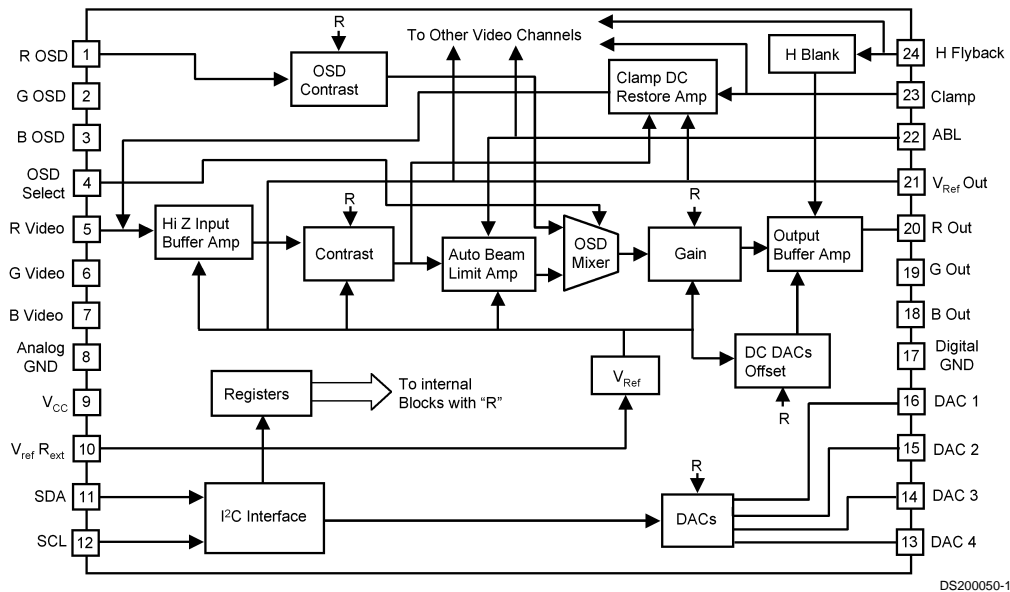 R
To Other Video Channels
R OSD
1
OSD
Contrast
H Blank
24
H Flyback
G OSD
2
Clamp DC
Restore Amp
23
Clamp
B OSD
3
22
ABL
OSD
Select
4
21
VRef Out
R
R
R Video
5
Hi Z Input
Buffer Amp
Contrast
Auto Beam
Limit Amp
OSD
Mixer
Gain
Output
Buffer Amp
20
R Out
G Video
6
19
G Out
B Video
7
18
B Out
Analog
GND
8
VRef
DC DACs
Offset
17
Digital
GND
Registers
To internal
Blocks with “R”
VCC
9
R
16
DAC 1
Vref Rext
10
15
DAC 2
SDA
11
I2C Interface
R
DACs
14
DAC 3
SCL
12
13
DAC 4
DS200050-1